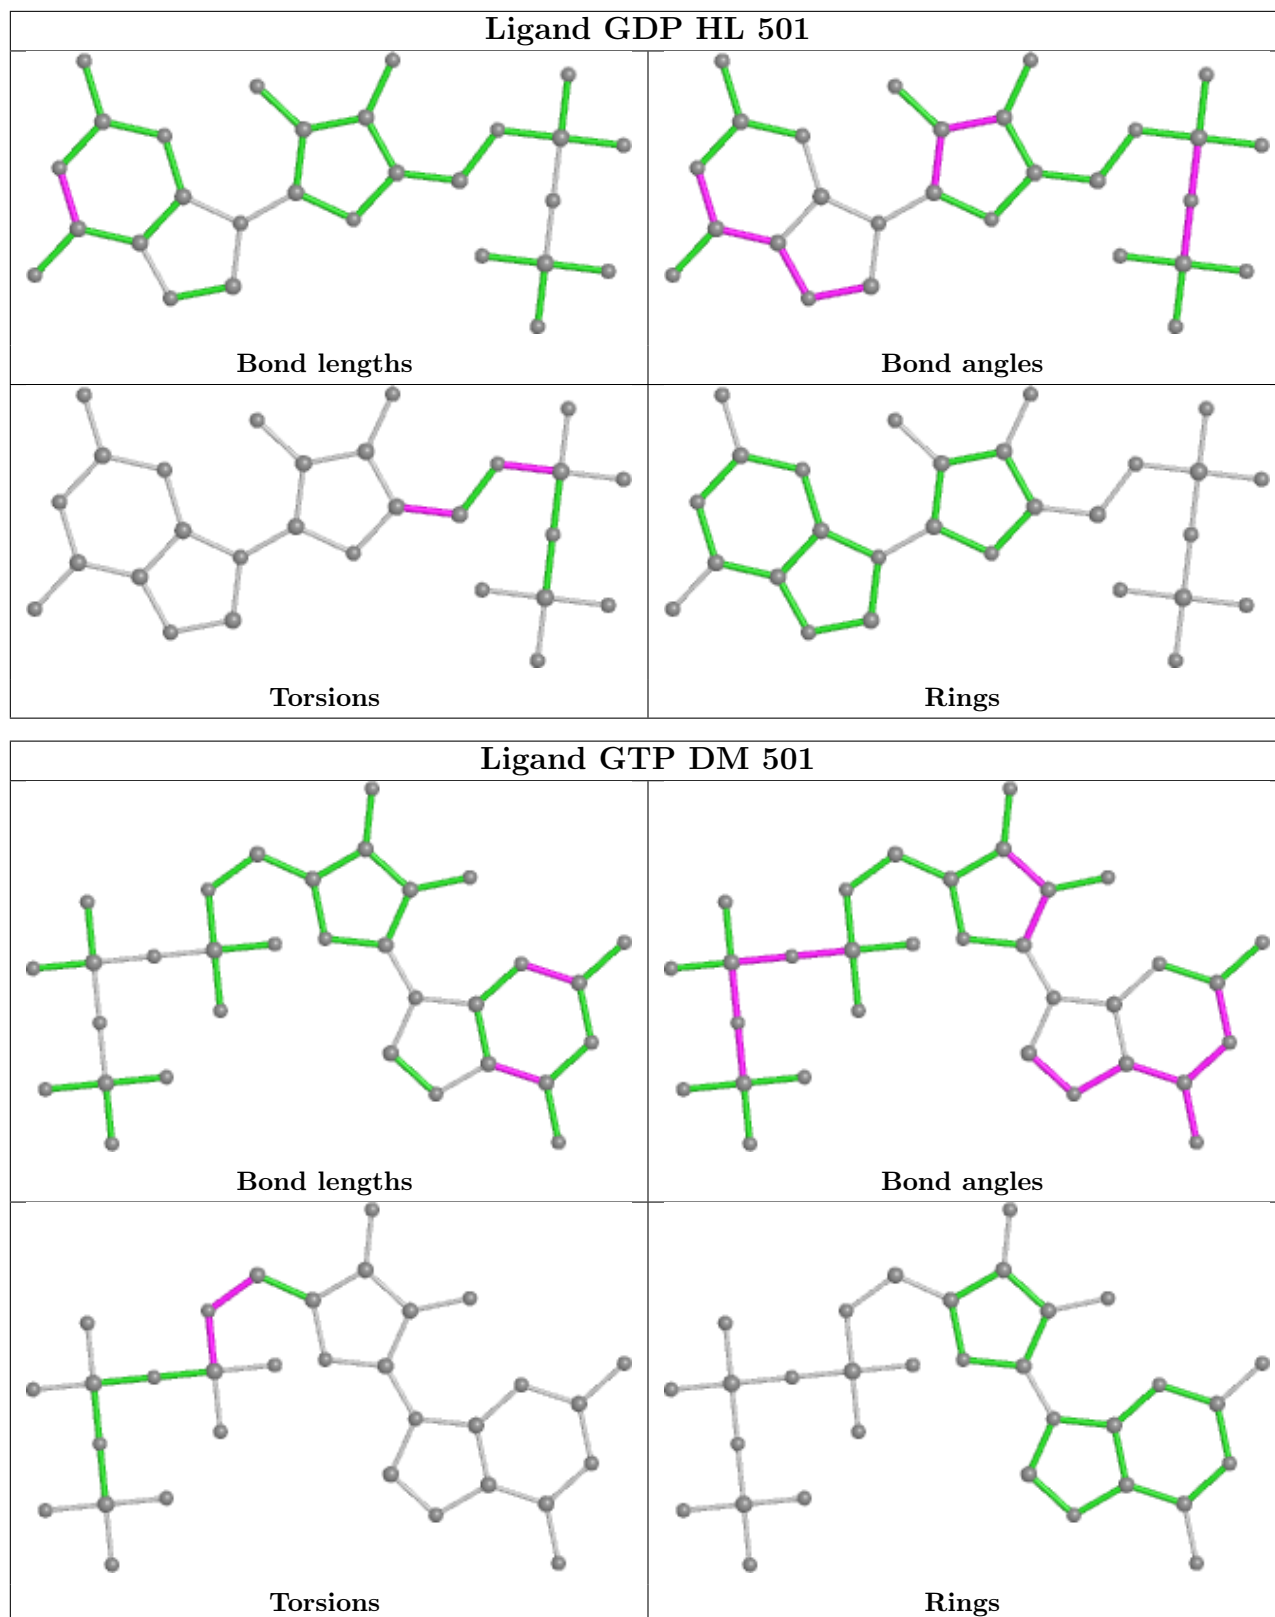 Ligand GDP HL 501
Bond lengths
Bond angles
Torsions
Rings
Ligand GTP DM 501
Bond lengths
Bond angles
Torsions
Rings